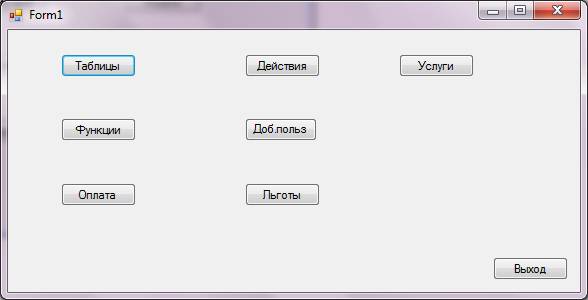 Form1
Таблицы
Действия
Услуги
Функции
Доб.польз
Оплата
Льготы
Выход